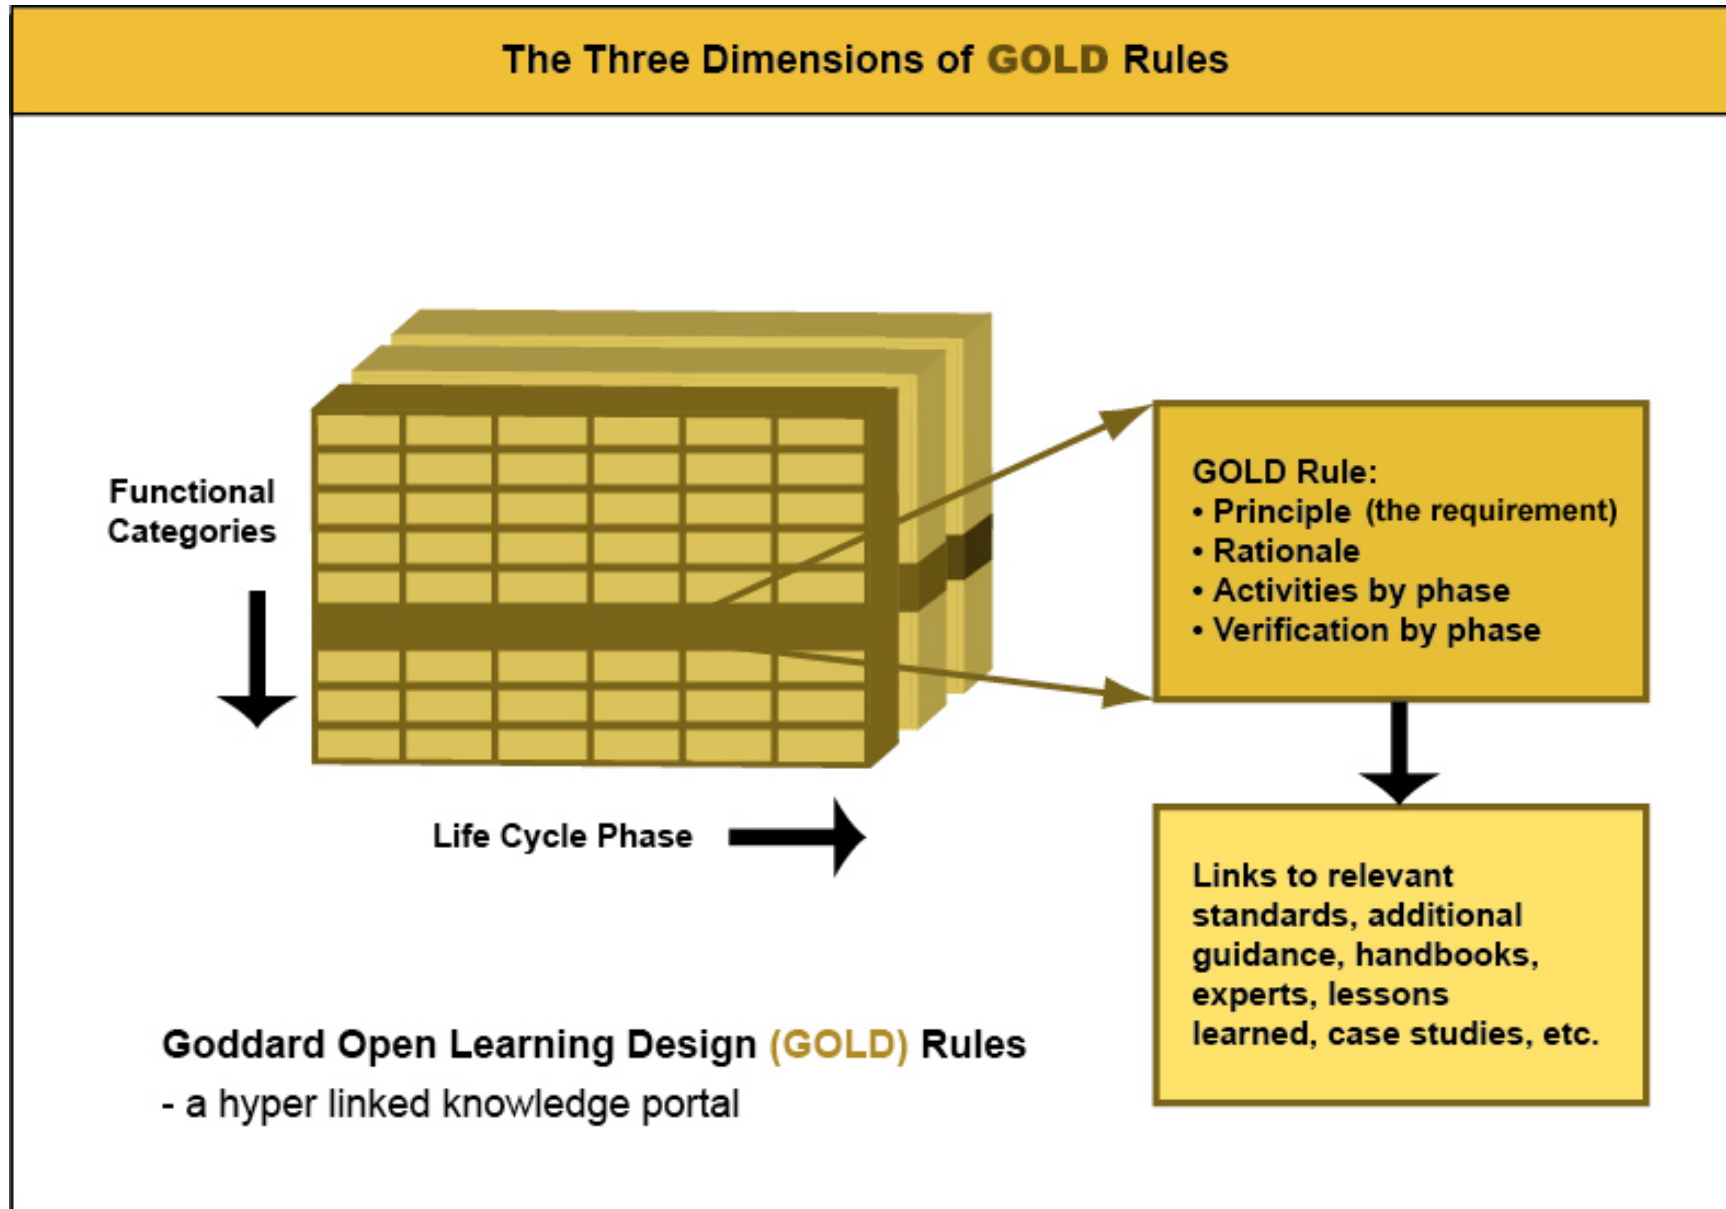 The Three Dimensions of GOLD Rules
Functional
Categories
Life Cycle Phase
GOLD Rule:
• Principle (the requirement)
• Rationale
• Activities by phase
• Verification by phase
Links to relevant
standards, additional
guidance, handbooks,
experts, lessons
learned, case studies, etc.
Goddard Open Learning Design (GOLD) Rules
- a hyper linked knowledge portal